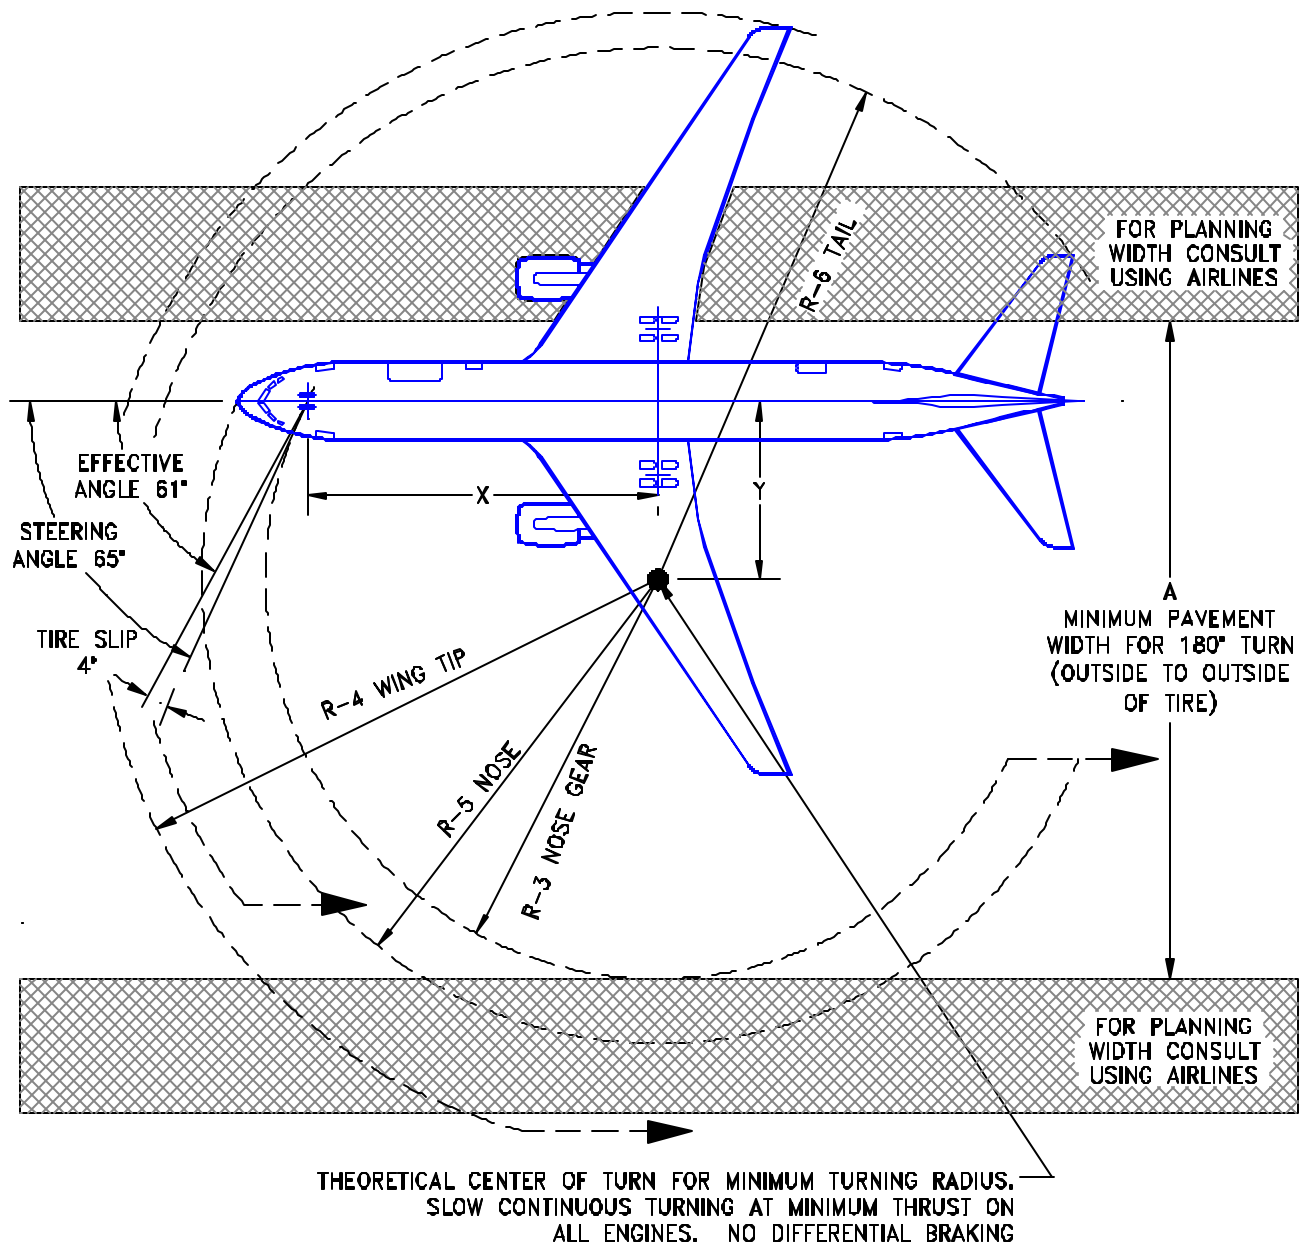 R-6 TAIL
FOR PLANNING
WIDTH CONSULT
USING AIRLINES
EFFECTIVE
ANGLE 61°
X
Y
STEERING
ANGLE 65°
TIRE SLIP
4°
A
MINIMUM PAVEMENT
WIDTH FOR 180° TURN
(OUTSIDE TO OUTSIDE
OF TIRE)
R-4 WING TIP
R-5 NOSE
R-3 NOSE GEAR
FOR PLANNING
WIDTH CONSULT
USING AIRLINES
THEORETICAL CENTER OF TURN FOR MINIMUM TURNING RADIUS.
SLOW CONTINUOUS TURNING AT MINIMUM THRUST ON
ALL ENGINES. NO DIFFERENTIAL BRAKING